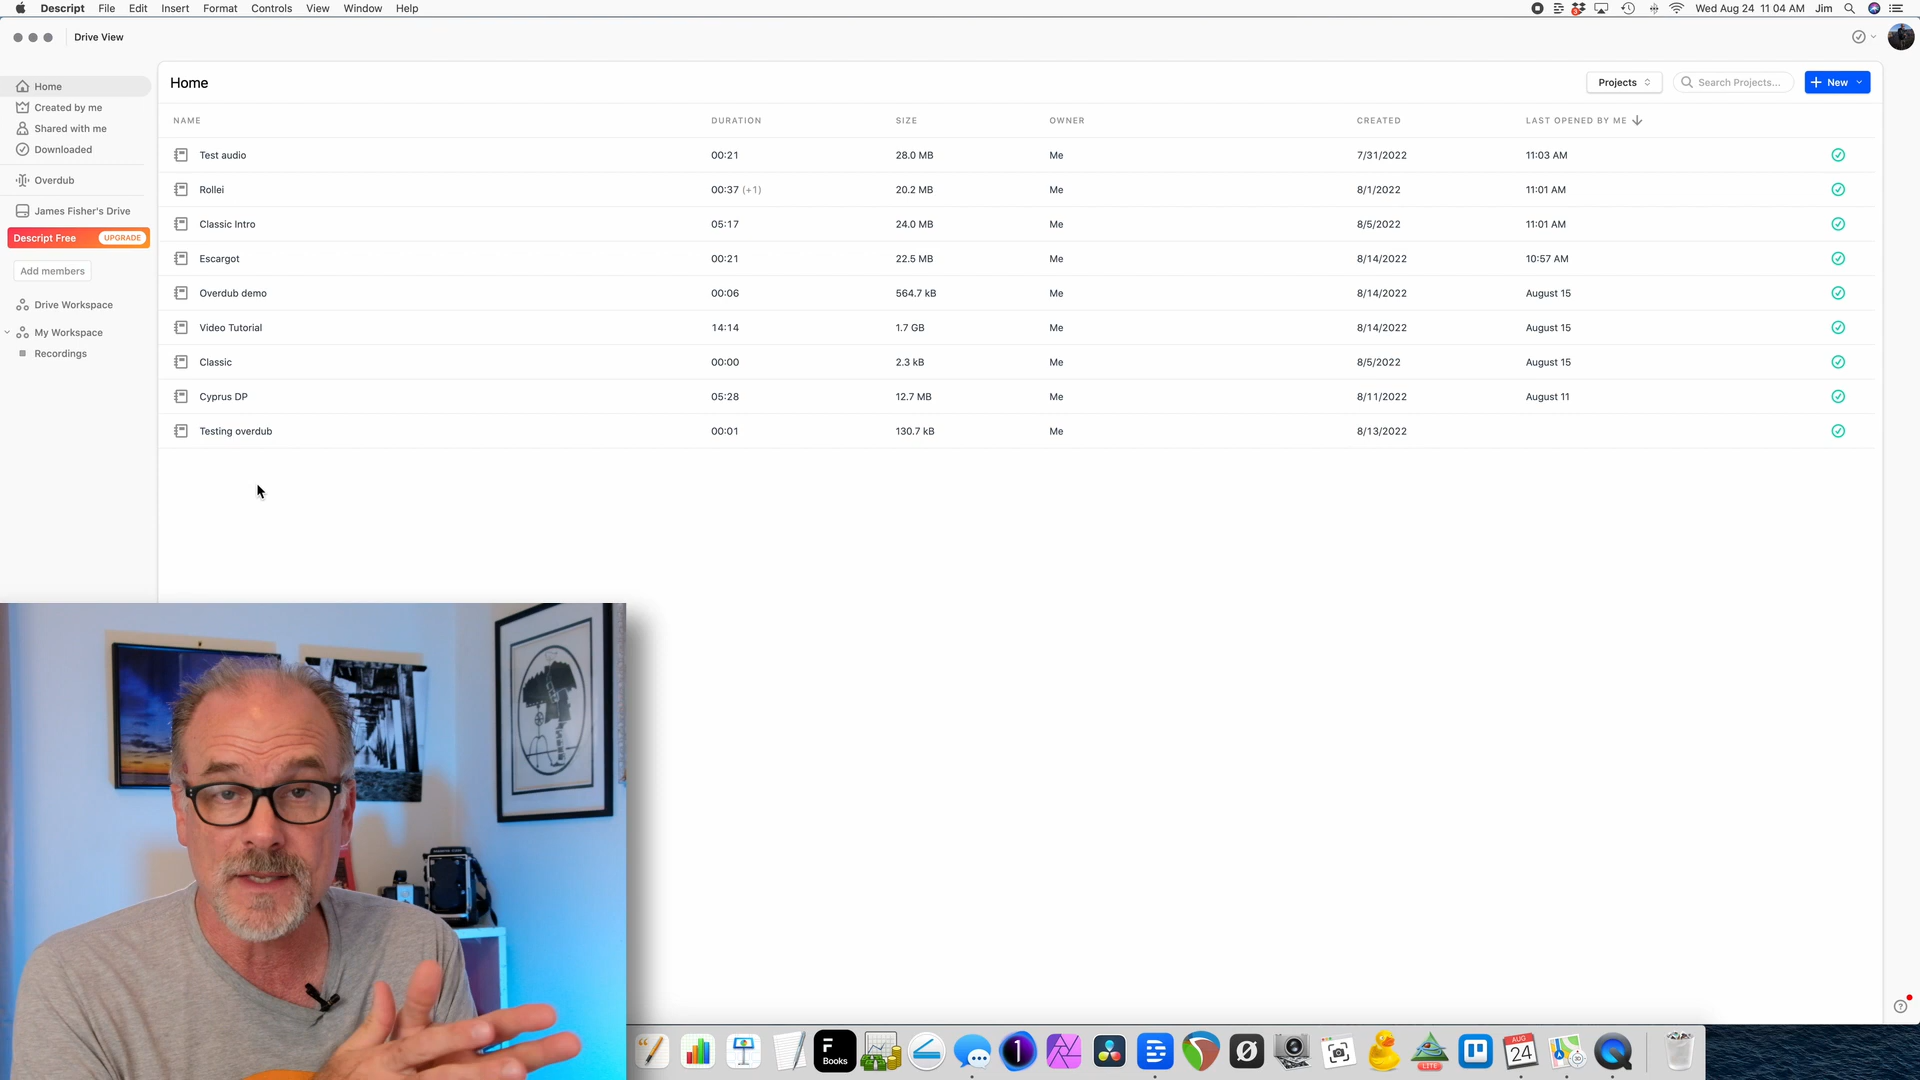 Descript File Edit Insert Format Controls View Window Help
Wed Aug 24 11 04 AM Jim
Drive View
Home
Created by me
Shared with me
Downloaded
Overdub
James Fisher's Drive
Descript Free UPGRADE
Add members
Drive Workspace
My Workspace
Recordings
Home
Projects
Search Projects...
New
NAME DURATION SIZE OWNER CREATED LAST OPENED BY ME
Test audio 00:21 28.0 MB Me 7/31/2022 11:03 AM
Rollei 00:37 (+1) 20.2 MB Me 8/1/2022 11:01 AM
Classic Intro 05:17 24.0 MB Me 8/5/2022 11:01 AM
Escargot 00:21 22.5 MB Me 8/14/2022 10:57 AM
Overdub demo 00:06 564.7 kB Me 8/14/2022 August 15
Video Tutorial 14:14 1.7 GB Me 8/14/2022 August 15
Classic 00:00 2.3 kB Me 8/5/2022 August 15
Cyprus DP 05:28 12.7 MB Me 8/11/2022 August 11
Testing overdub 00:01 130.7 kB Me 8/13/2022
F
Books
1
LITE
AUG
24